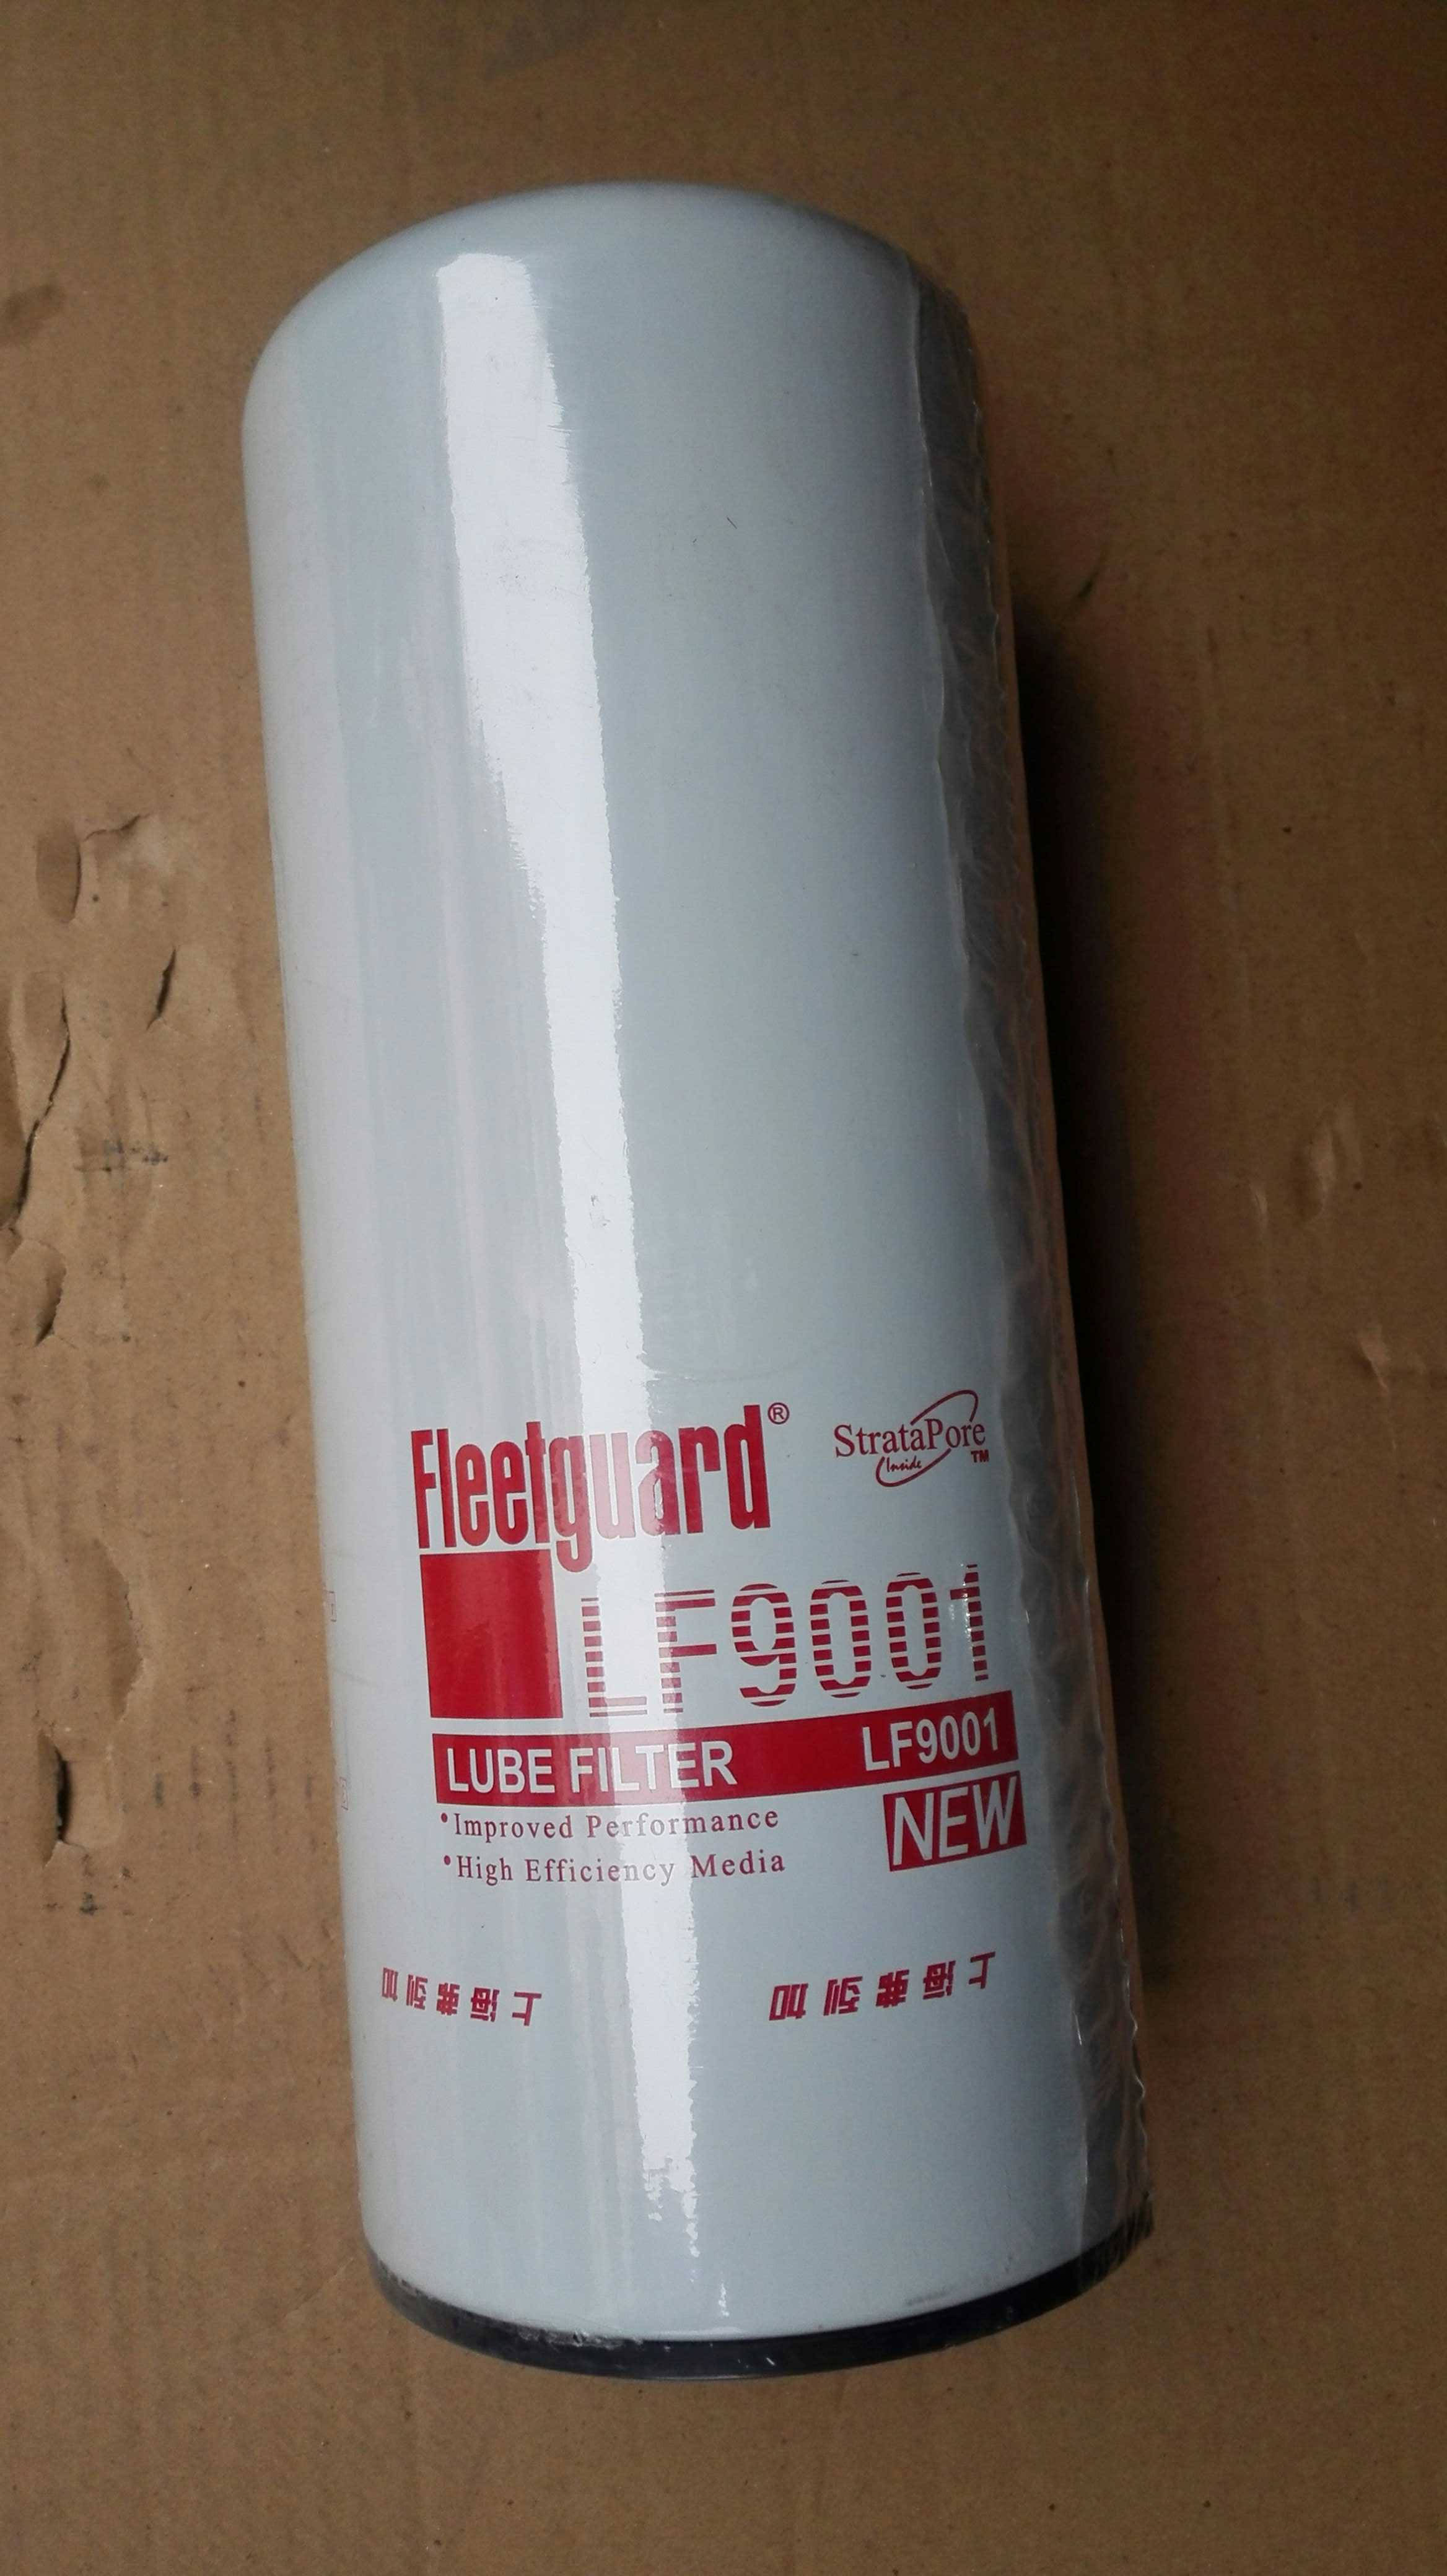 Fleetguard®
StrataPore
Inside ™
LF9001
LUBE FILTER LF9001
•Improved Performance
•High Efficiency Media
NEW
上海弗列加 上海弗列加